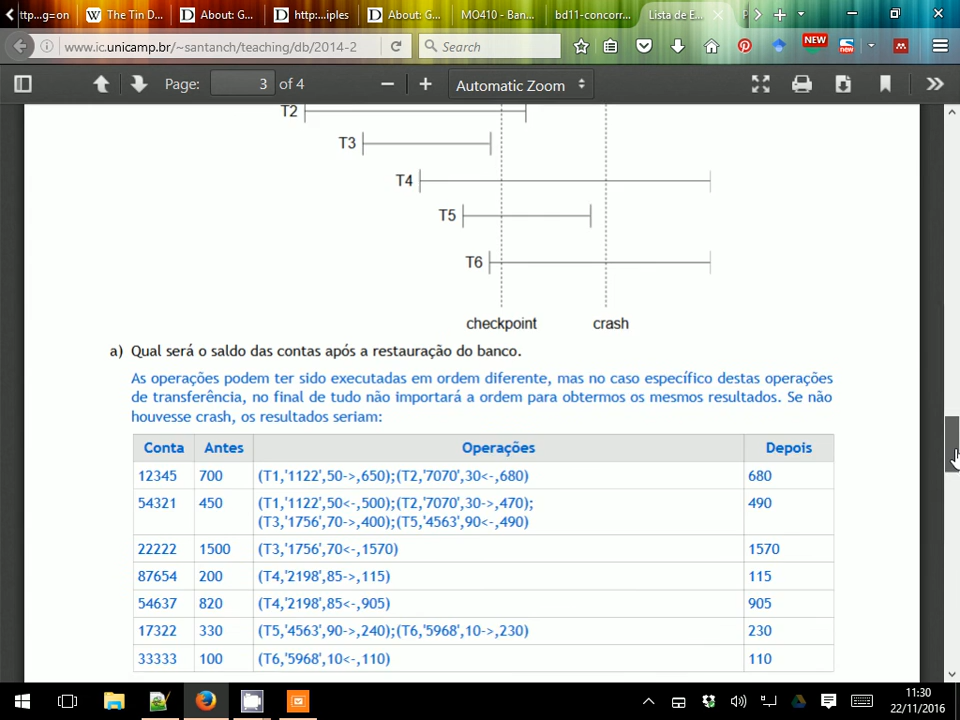 ttp...g=on
The Tin D...
About: G...
http:...iples
About: G...
MO410 - Ban...
bd11-concorr...
Lista de E...
www.ic.unicamp.br/~santanch/teaching/db/2014-2
Search
NEW
NEW
Page: 3 of 4
Automatic Zoom
T2
T3
T4
T5
T6
checkpoint crash
a) Qual será o saldo das contas após a restauração do banco.
As operações podem ter sido executadas em ordem diferente, mas no caso específico destas operações
de transferência, no final de tudo não importará a ordem para obtermos os mesmos resultados. Se não
houvesse crash, os resultados seriam:
Conta Antes Operações Depois
12345 700 (T1,'1122',50->,650);(T2,'7070',30<-,680) 680
54321 450 (T1,'1122',50<-,500);(T2,'7070',30->,470); 490
(T3,'1756',70->,400);(T5,'4563',90<-,490)
22222 1500 (T3,'1756',70<-,1570) 1570
87654 200 (T4,'2198',85->,115) 115
54637 820 (T4,'2198',85<-,905) 905
17322 330 (T5,'4563',90->,240);(T6,'5968',10->,230) 230
33333 100 (T6,'5968',10<-,110) 110
11:30
22/11/2016